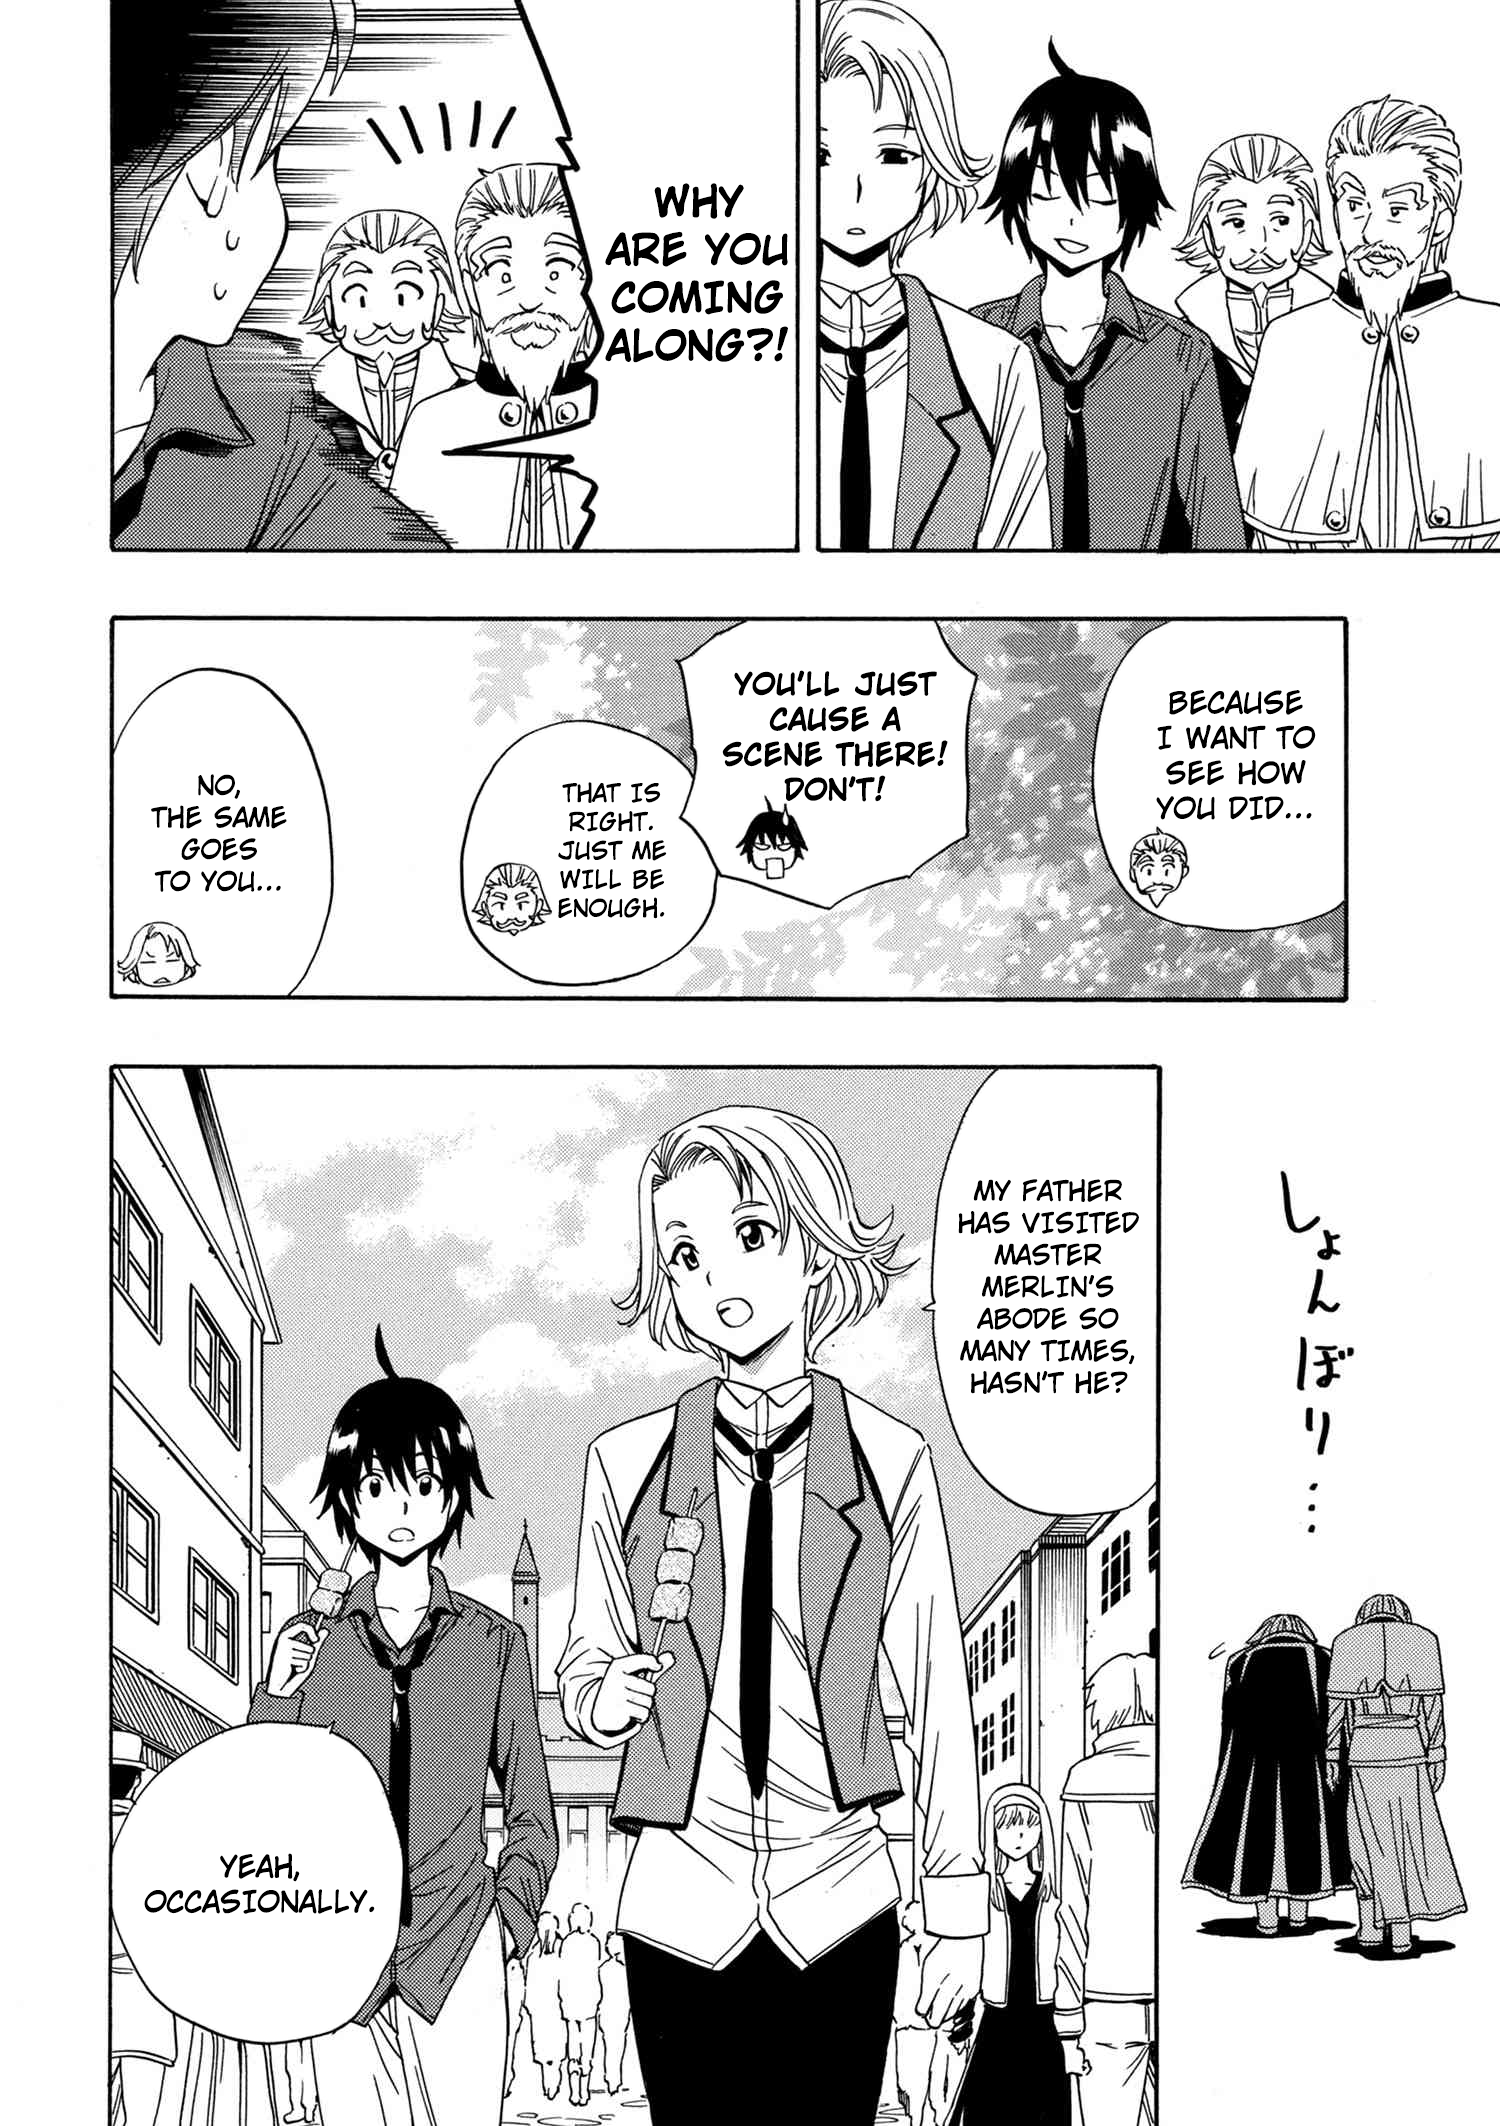 WHY
ARE YOU
COMING
ALONG?!
BECAUSE
I WANT TO
SEE HOW
YOU DID...
YOU'LL JUST
CAUSE A
SCENE THERE!
DON'T!
THAT IS
RIGHT.
JUST ME
WILL BE
ENOUGH.
NO,
THE SAME
GOES
TO YOU...
しょんぼり...
MY FATHER
HAS VISITED
MASTER
MERLIN'S
ABODE SO
MANY TIMES,
HASN'T HE?
YEAH,
OCCASIONALLY.